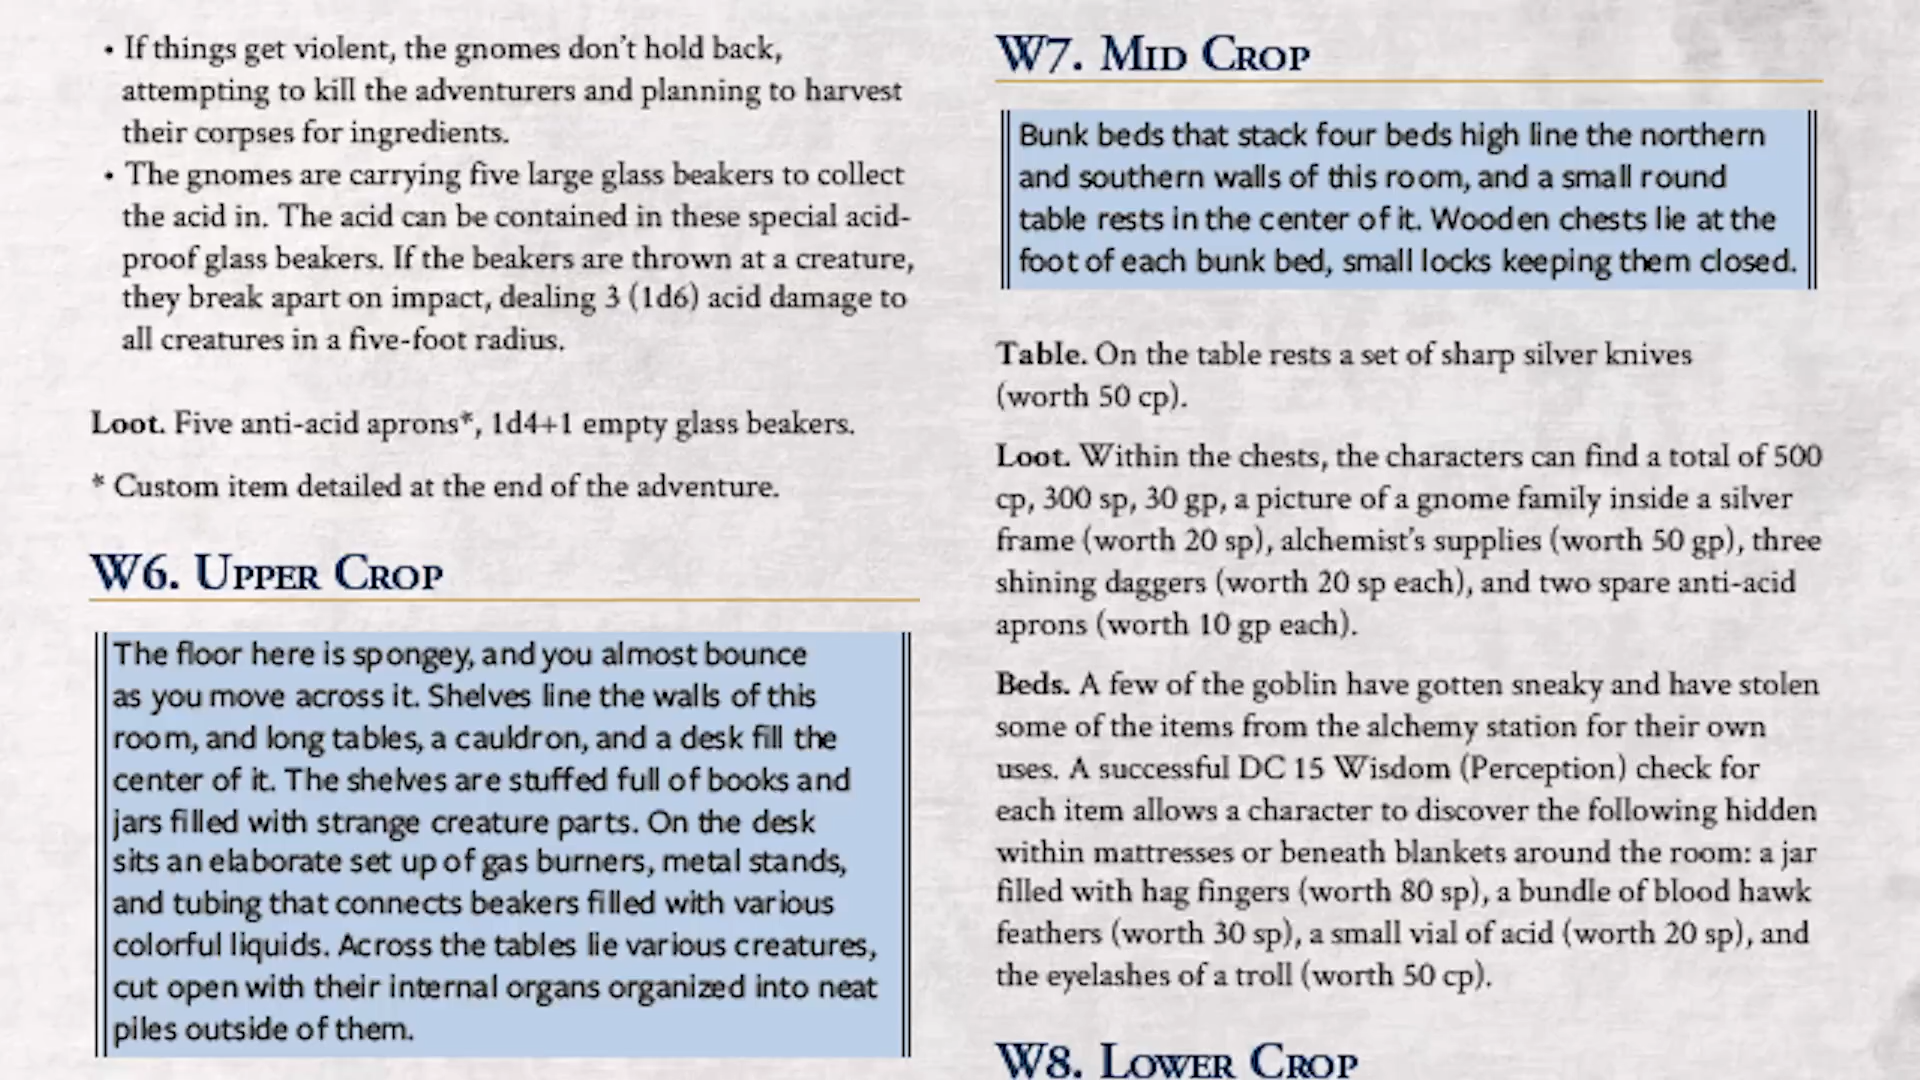 • If things get violent, the gnomes don't hold back,
attempting to kill the adventurers and planning to harvest
their corpses for ingredients.
• The gnomes are carrying five large glass beakers to collect
the acid in. The acid can be contained in these special acid-
proof glass beakers. If the beakers are thrown at a creature,
they break apart on impact, dealing 3 (1d6) acid damage to
all creatures in a five-foot radius.
Loot. Five anti-acid aprons*, 1d4+1 empty glass beakers.
* Custom item detailed at the end of the adventure.
W6. Upper Crop
The floor here is spongey, and you almost bounce
as you move across it. Shelves line the walls of this
room, and long tables, a cauldron, and a desk fill the
center of it. The shelves are stuffed full of books and
jars filled with strange creature parts. On the desk
sits an elaborate set up of gas burners, metal stands,
and tubing that connects beakers filled with various
colorful liquids. Across the tables lie various creatures,
cut open with their internal organs organized into neat
piles outside of them.
W7. Mid Crop
Bunk beds that stack four beds high line the northern
and southern walls of this room, and a small round
table rests in the center of it. Wooden chests lie at the
foot of each bunk bed, small locks keeping them closed.
Table. On the table rests a set of sharp silver knives
(worth 50 cp).
Loot. Within the chests, the characters can find a total of 500
cp, 300 sp, 30 gp, a picture of a gnome family inside a silver
frame (worth 20 sp), alchemist's supplies (worth 50 gp), three
shining daggers (worth 20 sp each), and two spare anti-acid
aprons (worth 10 gp each).
Beds. A few of the goblin have gotten sneaky and have stolen
some of the items from the alchemy station for their own
uses. A successful DC 15 Wisdom (Perception) check for
each item allows a character to discover the following hidden
within mattresses or beneath blankets around the room: a jar
filled with hag fingers (worth 80 sp), a bundle of blood hawk
feathers (worth 30 sp), a small vial of acid (worth 20 sp), and
the eyelashes of a troll (worth 50 cp).
W8. Lower Crop